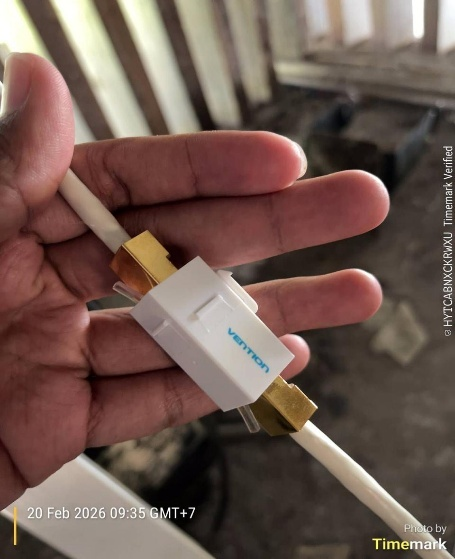 © HYTCABNXCKRWXU Timemark Verified
VENTION
20 Feb 2026 09:35 GMT+7
Photo by
Timemark